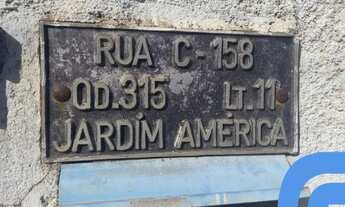 RUA C-158
QD.315 LT.11
JARDIM AMÉRICA